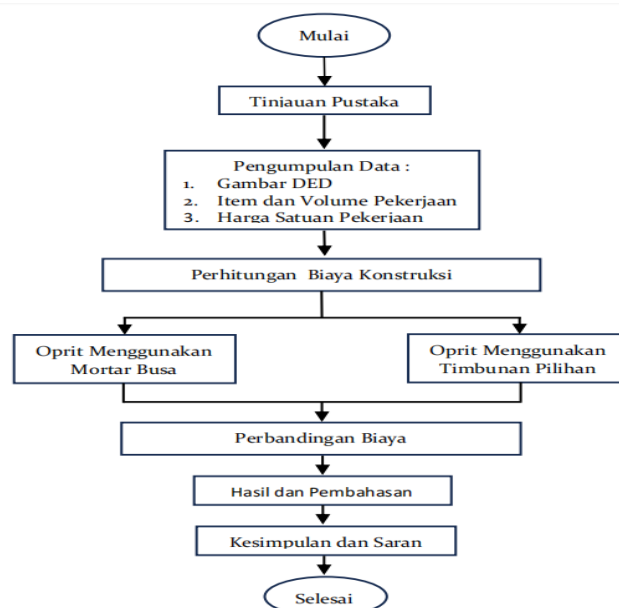 Mulai
Tinjauan Pustaka
Pengumpulan Data :
1. Gambar DED
2. Item dan Volume Pekerjaan
3. Harga Satuan Pekerjaan
Perhitungan Biaya Konstruksi
Oprit Menggunakan
Mortar Busa
Oprit Menggunakan
Timbunan Pilihan
Perbandingan Biaya
Hasil dan Pembahasan
Kesimpulan dan Saran
Selesai